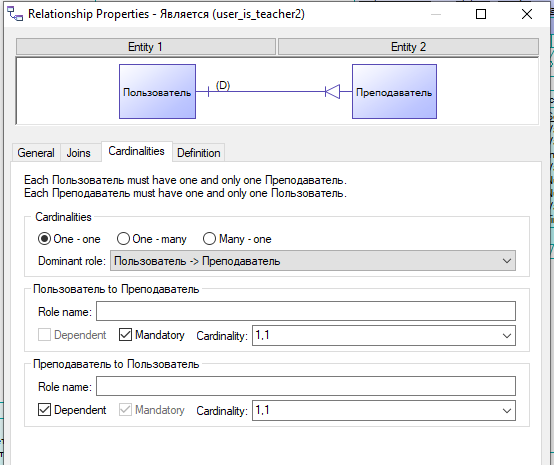 Relationship Properties - Является (user_is_teacher2)
Entity 1
Entity 2
Пользователь
(D)
Преподаватель
General
Joins
Cardinalities
Definition
Each Пользователь must have one and only one Преподаватель.
Each Преподаватель must have one and only one Пользователь.
Cardinalities
One - one
One - many
Many - one
Dominant role: Пользователь -> Преподаватель
Пользователь to Преподаватель
Role name:
Dependent
Mandatory
Cardinality: 1,1
Преподаватель to Пользователь
Role name:
Dependent
Mandatory
Cardinality: 1,1